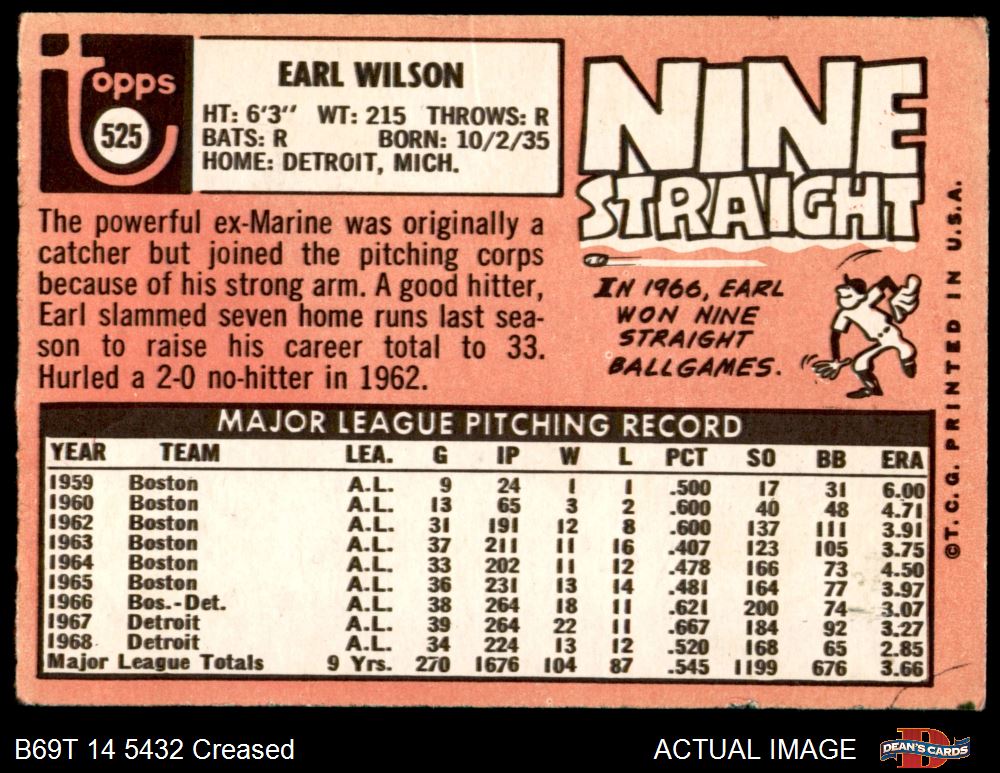 topps
525
EARL WILSON
HT: 6'3" WT: 215 THROWS: R
BATS: R BORN: 10/2/35
HOME: DETROIT, MICH.
The powerful ex-Marine was originally a
catcher but joined the pitching corps
because of his strong arm. A good hitter,
Earl slammed seven home runs last sea-
son to raise his career total to 33.
Hurled a 2-0 no-hitter in 1962.
NINE
STRAIGHT
IN 1966, EARL
WON NINE
STRAIGHT
BALLGAMES.
©T. C. G. PRINTED IN U.S.A.
MAJOR LEAGUE PITCHING RECORD
YEAR TEAM LEA. G IP W L PCT SO BB ERA
1959 Boston A.L. 9 24 1 1 .500 17 31 6.00
1960 Boston A.L. 13 65 3 2 .600 40 48 4.71
1962 Boston A.L. 31 191 12 8 .600 137 111 3.91
1963 Boston A.L. 37 211 11 16 .407 123 105 3.75
1964 Boston A.L. 33 202 11 12 .478 166 73 4.50
1965 Boston A.L. 36 231 13 14 .481 164 77 3.97
1966 Bos.-Det. A.L. 38 264 18 11 .621 200 74 3.07
1967 Detroit A.L. 39 264 22 11 .667 184 92 3.27
1968 Detroit A.L. 34 224 13 12 .520 168 65 2.85
Major League Totals 9 Yrs. 270 1676 104 87 .545 1199 676 3.66
B69T 14 5432 Creased
ACTUAL IMAGE
DEAN'S CARDS